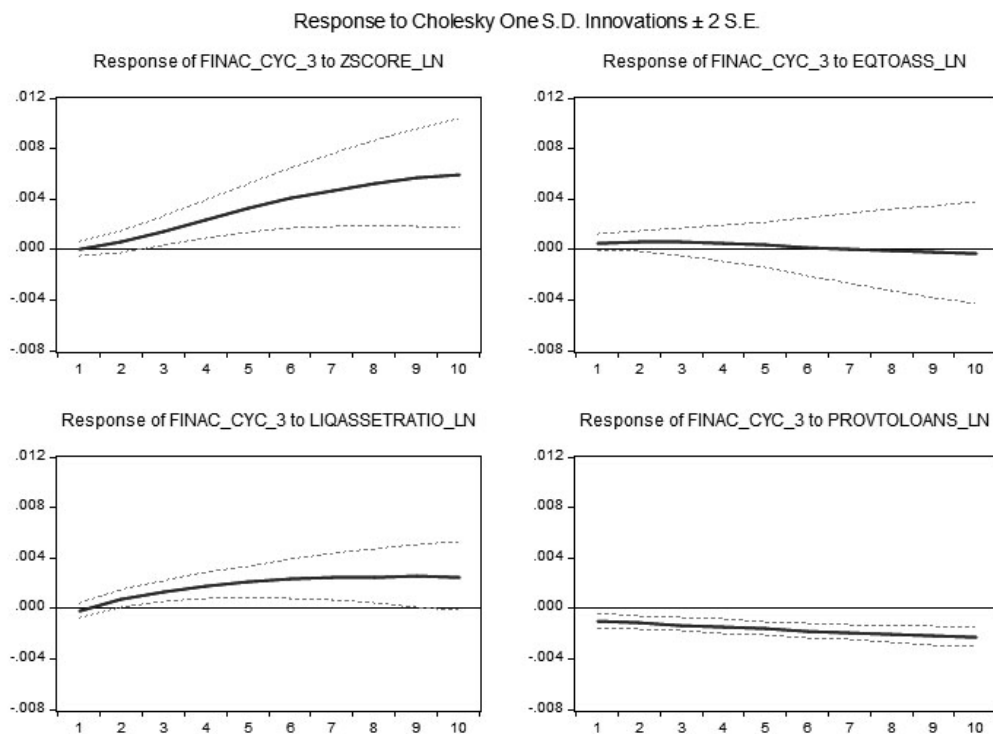 Response to Cholesky One S.D. Innovations ± 2 S.E.
Response of FINAC_CYC_3 to ZSCORE_LN
.012
.008
.004
.000
-.004
-.008
1 2 3 4 5 6 7 8 9 10
Response of FINAC_CYC_3 to EQTOASS_LN
.012
.008
.004
.000
-.004
-.008
1 2 3 4 5 6 7 8 9 10
Response of FINAC_CYC_3 to LIQASSETRATIO_LN
.012
.008
.004
.000
-.004
-.008
1 2 3 4 5 6 7 8 9 10
Response of FINAC_CYC_3 to PROVTOLOANS_LN
.012
.008
.004
.000
-.004
-.008
1 2 3 4 5 6 7 8 9 10